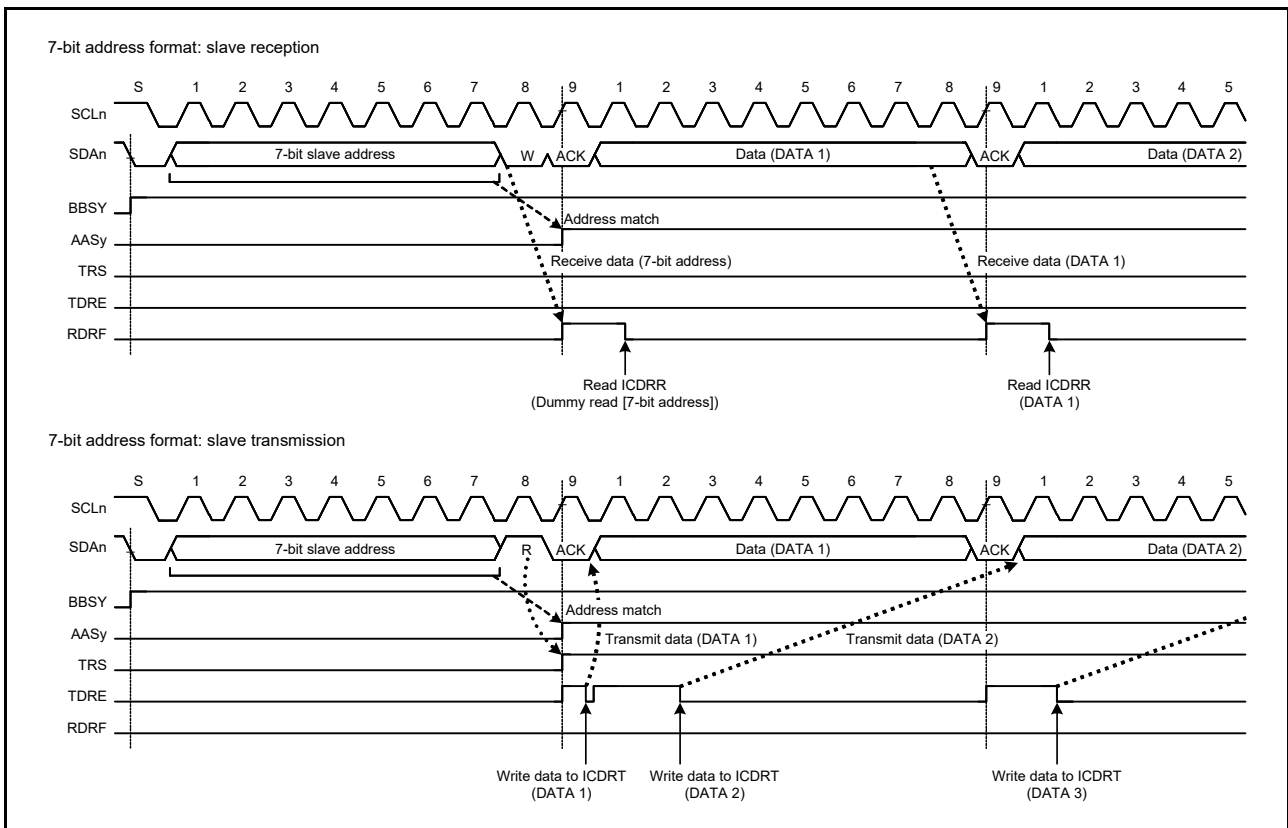 7-bit address format: slave reception
S 1 2 3 4 5 6 7 8 9 1 2 3 4 5 6 7 8 9 1 2 3 4 5
SCLn
SDAn 7-bit slave address W ACK Data (DATA 1) ACK Data (DATA 2)
BBSY
Address match
AASy
Receive data (7-bit address) Receive data (DATA 1)
TRS
TDRE
RDRF
Read ICDRR Read ICDRR
(Dummy read [7-bit address]) (DATA 1)
7-bit address format: slave transmission
S 1 2 3 4 5 6 7 8 9 1 2 3 4 5 6 7 8 9 1 2 3 4 5
SCLn
SDAn 7-bit slave address R ACK Data (DATA 1) ACK Data (DATA 2)
BBSY
Address match
AASy
Transmit data (DATA 1) Transmit data (DATA 2)
TRS
TDRE
RDRF
Write data to ICDRT Write data to ICDRT Write data to ICDRT
(DATA 1) (DATA 2) (DATA 3)